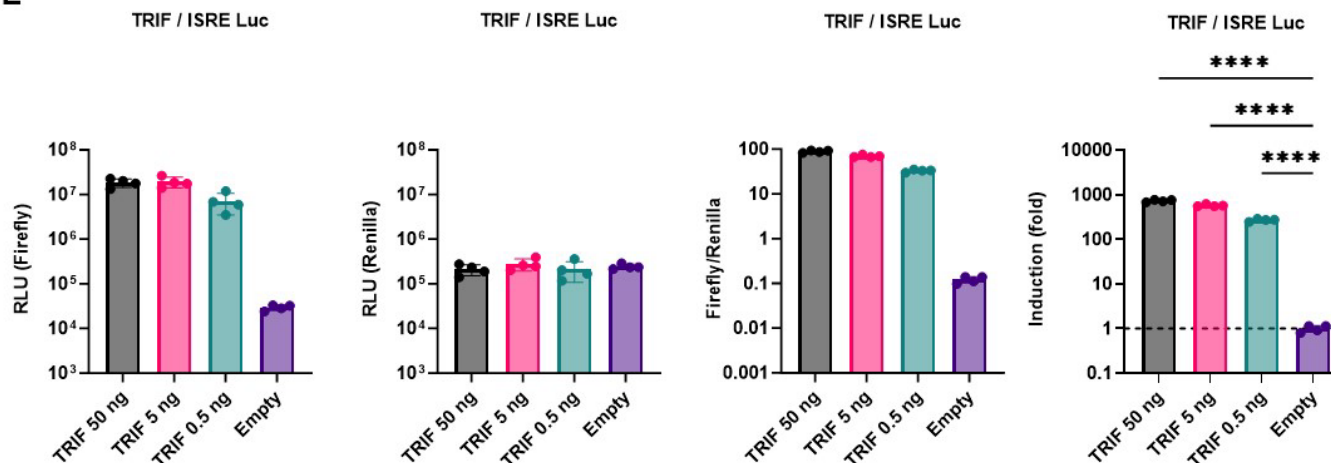 E
TRIF / ISRE Luc
RLU (Firefly)
10⁸
10⁷
10⁶
10⁵
10⁴
10³
TRIF 50 ng
TRIF 5 ng
TRIF 0.5 ng
Empty
TRIF / ISRE Luc
RLU (Renilla)
10⁸
10⁷
10⁶
10⁵
10⁴
10³
TRIF 50 ng
TRIF 5 ng
TRIF 0.5 ng
Empty
TRIF / ISRE Luc
Firefly/Renilla
100
10
1
0.1
0.01
0.001
TRIF 50 ng
TRIF 5 ng
TRIF 0.5 ng
Empty
TRIF / ISRE Luc
****
****
****
Induction (fold)
10000
1000
100
10
1
0.1
TRIF 50 ng
TRIF 5 ng
TRIF 0.5 ng
Empty